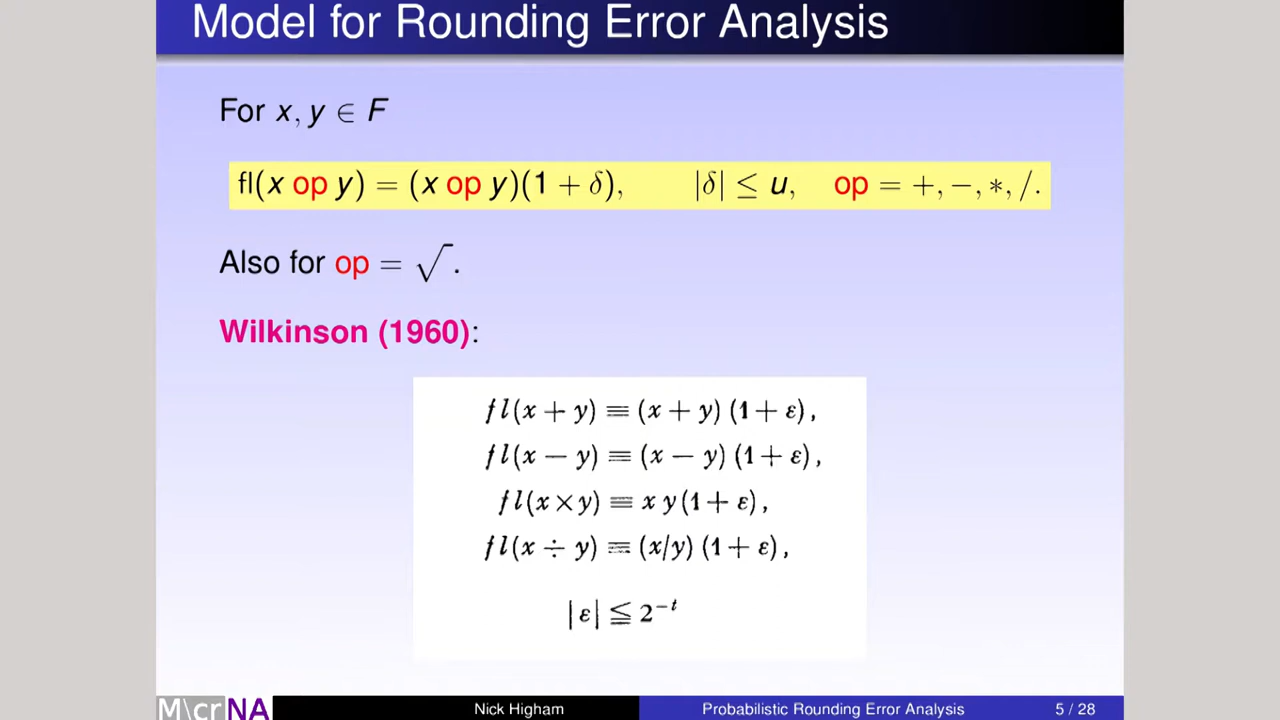 Model for Rounding Error Analysis
For x, y ∈ F
fl(x op y) = (x op y)(1 + δ), |δ| ≤ u, op = +, −, ∗, /.
Also for op = √ .
Wilkinson (1960):
fl(x + y) ≡ (x + y) (1 + ε),
fl(x − y) ≡ (x − y) (1 + ε),
fl(x × y) ≡ x y (1 + ε),
fl(x ÷ y) ≡ (x/y) (1 + ε),
|ε| ≦ 2⁻ᵗ
M\crNA Nick Higham Probabilistic Rounding Error Analysis 5 / 28